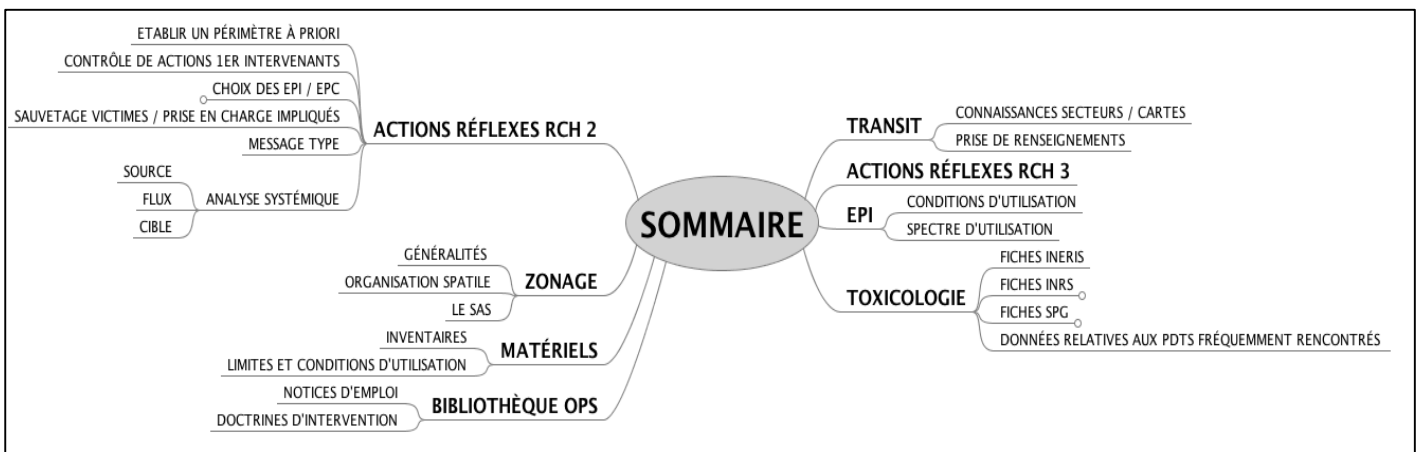 SOMMAIRE
ACTIONS RÉFLEXES RCH 2
ETABLIR UN PÉRIMÈTRE À PRIORI
CONTRÔLE DE ACTIONS 1ER INTERVENANTS
CHOIX DES EPI / EPC
SAUVETAGE VICTIMES / PRISE EN CHARGE IMPLIQUÉS
MESSAGE TYPE
ANALYSE SYSTÉMIQUE
SOURCE
FLUX
CIBLE
ZONAGE
GÉNÉRALITÉS
ORGANISATION SPATILE
LE SAS
MATÉRIELS
INVENTAIRES
LIMITES ET CONDITIONS D'UTILISATION
BIBLIOTHÈQUE OPS
NOTICES D'EMPLOI
DOCTRINES D'INTERVENTION
TRANSIT
CONNAISSANCES SECTEURS / CARTES
PRISE DE RENSEIGNEMENTS
ACTIONS RÉFLEXES RCH 3
EPI
CONDITIONS D'UTILISATION
SPECTRE D'UTILISATION
TOXICOLOGIE
FICHES INERIS
FICHES INRS
FICHES SPG
DONNÉES RELATIVES AUX PDTS FRÉQUEMMENT RENCONTRÉS